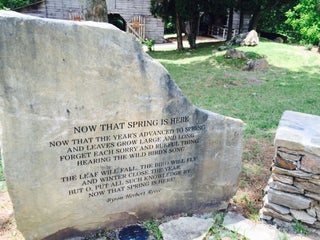 NOW THAT SPRING IS HERE
NOW THAT THE YEAR'S ADVANCED TO SPRING
AND LEAVES GROW LARGE AND LONG
FORGET EACH SORRY AND RUEFUL THING
HEARING THE WILD BIRD'S SONG
THE LEAF WILL FALL, THE BIRD WILL FLY
AND WINTER CLOSE THE YEAR
BUT O, PUT ALL SUCH KNOWLEDGE BY
NOW THAT SPRING IS HERE
Byron Herbert Reece